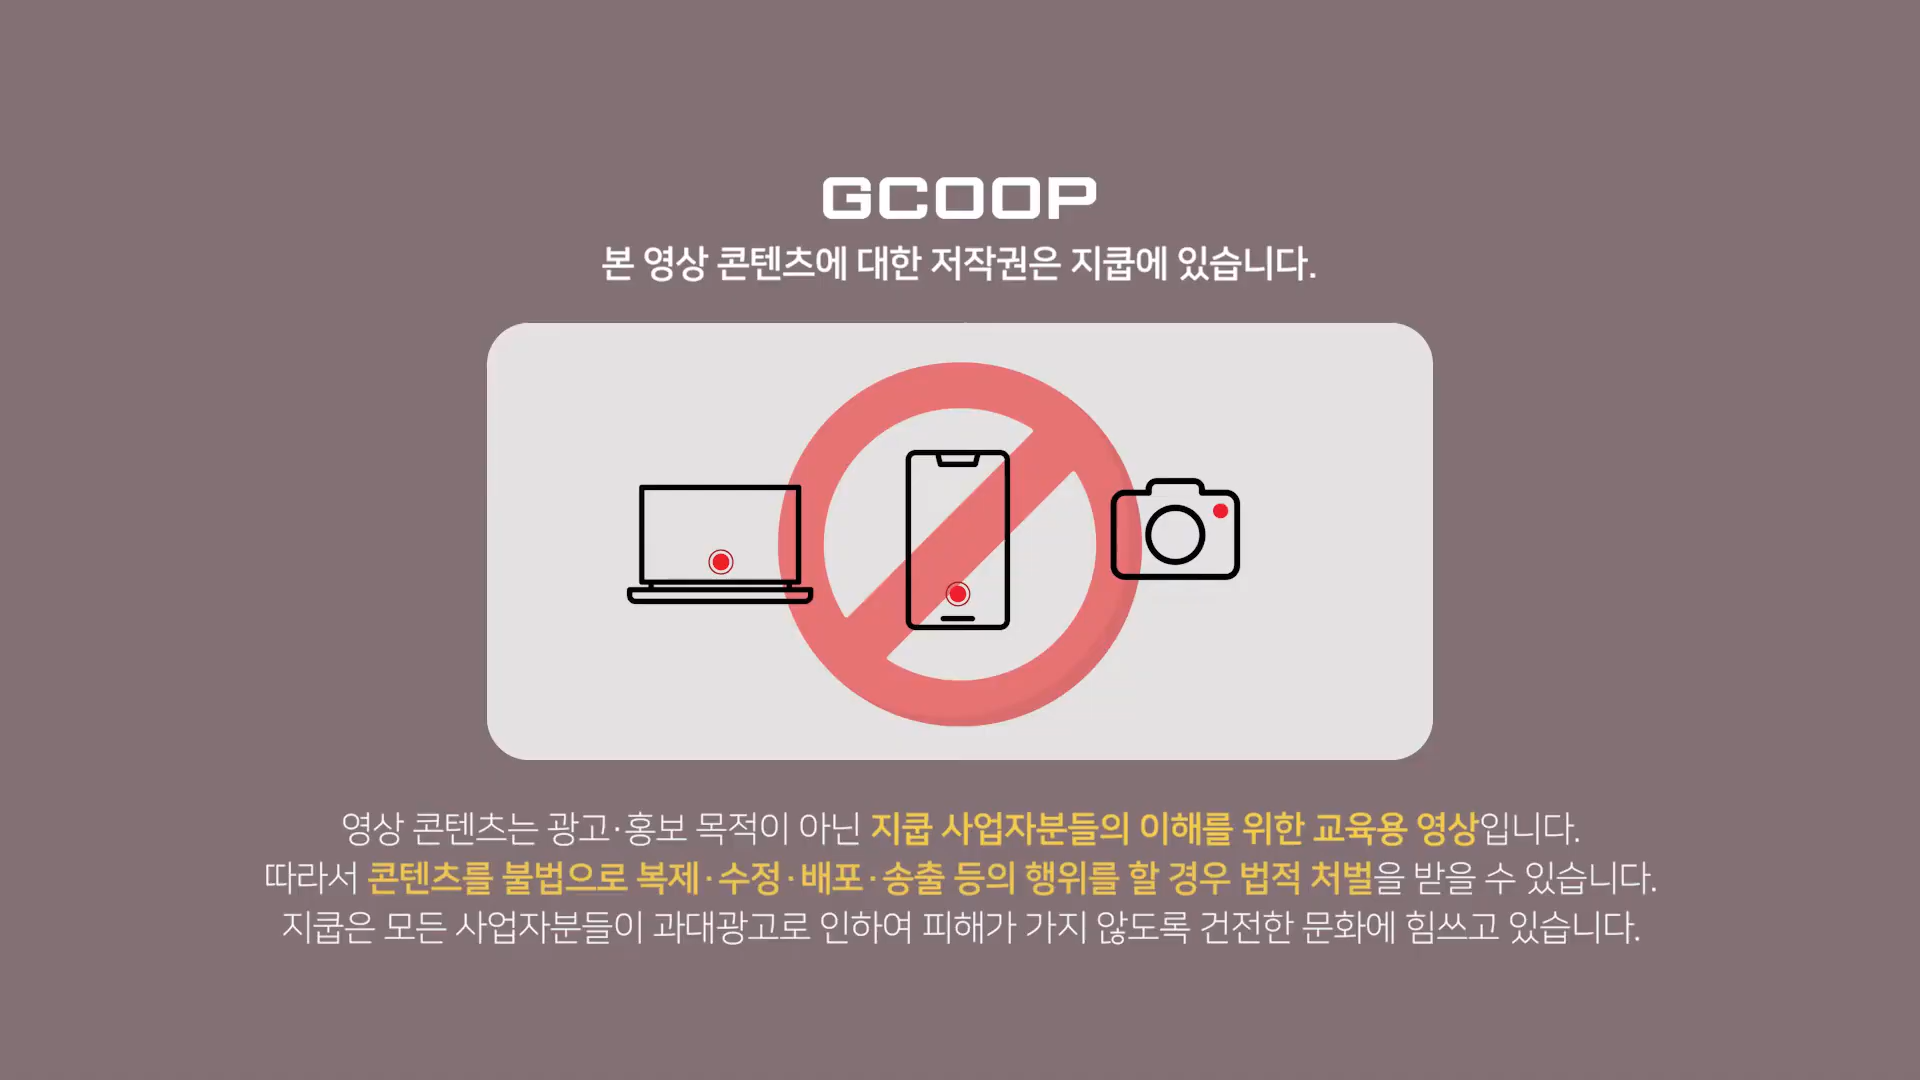 GCOOP
본 영상 콘텐츠에 대한 저작권은 지쿱에 있습니다.
영상 콘텐츠는 광고·홍보 목적이 아닌 지쿱 사업자분들의 이해를 위한 교육용 영상입니다.
따라서 콘텐츠를 불법으로 복제·수정·배포·송출 등의 행위를 할 경우 법적 처벌을 받을 수 있습니다.
지쿱은 모든 사업자분들이 과대광고로 인하여 피해가 가지 않도록 건전한 문화에 힘쓰고 있습니다.